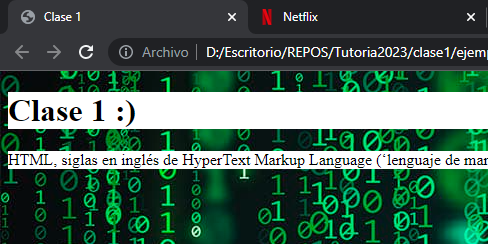 Clase 1
Netflix
Archivo
D:/Escritorio/REPOS/Tutoria2023/clase1/ejemp
Clase 1 :)
HTML, siglas en inglés de HyperText Markup Language (‘lenguaje de mar